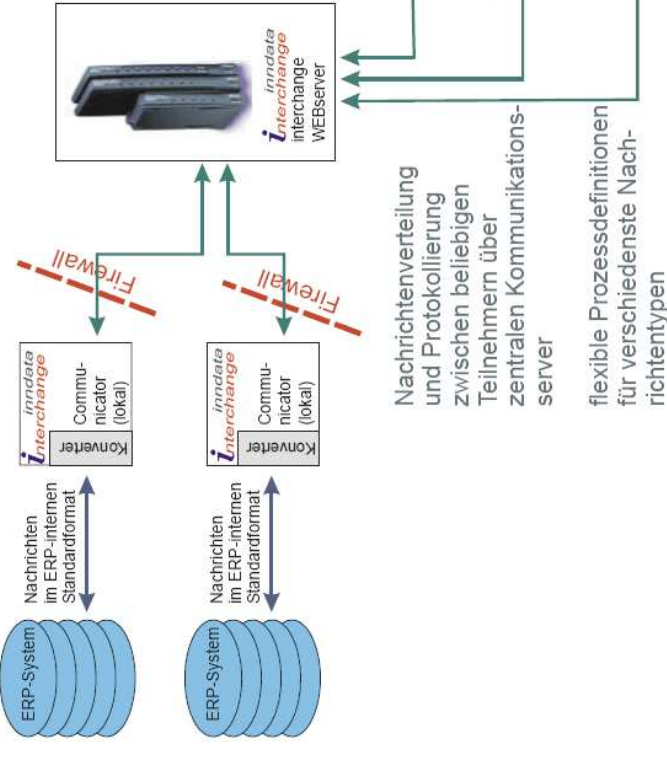 ERP-System
Nachrichten
im ERP-internen
Standardformat
inndata
interchange
Konverter
Commu-
nicator
(lokal)
Firewall
inndata
interchange
interchange
WEBserver
ERP-System
Nachrichten
im ERP-internen
Standardformat
inndata
interchange
Konverter
Commu-
nicator
(lokal)
Firewall
Nachrichtenverteilung
und Protokollierung
zwischen beliebigen
Teilnehmern über
zentralen Kommunikations-
server
flexible Prozessdefinitionen
für verschiedenste Nach-
richtentypen